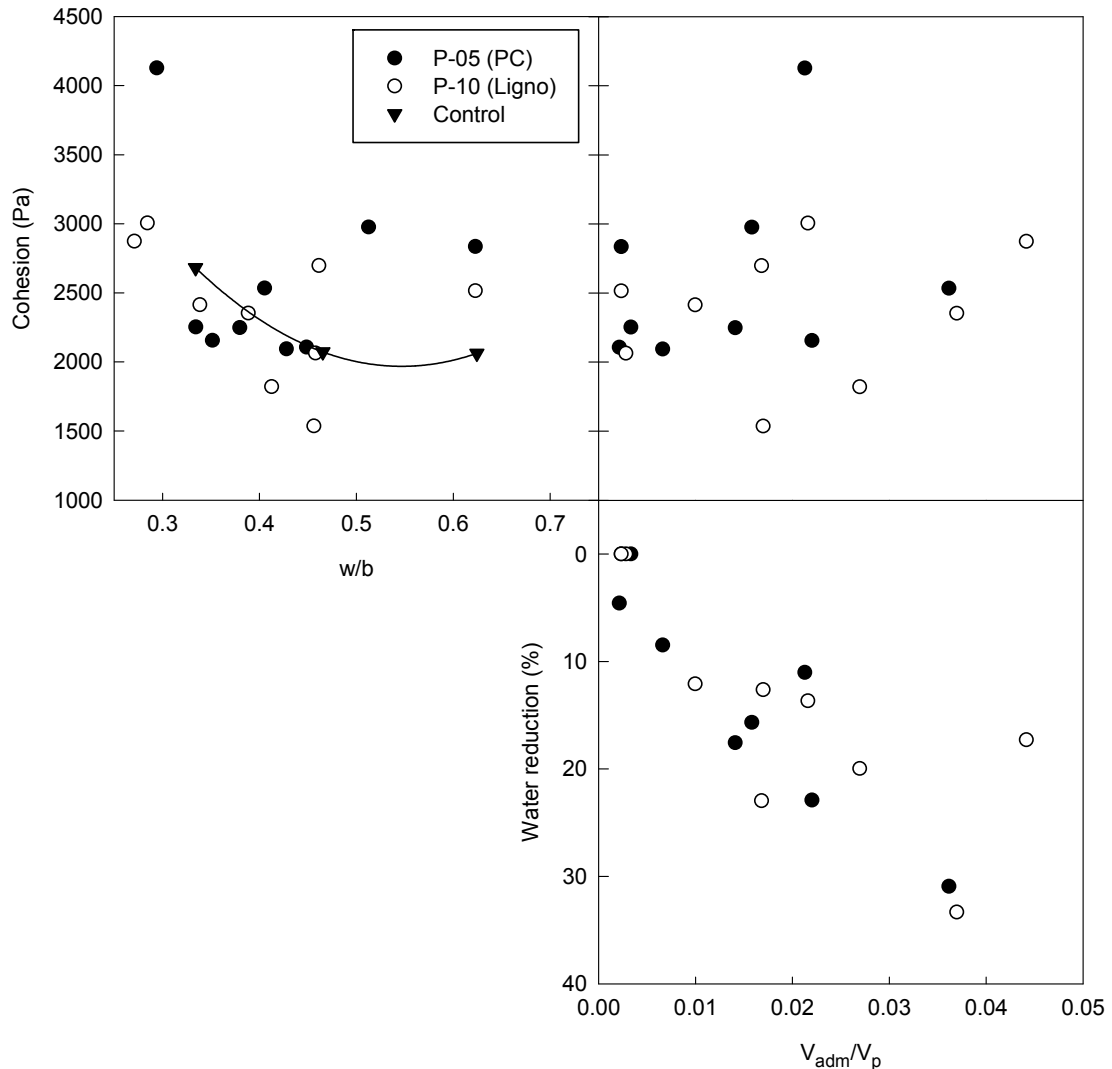 4500
4000
3500
3000
2500
2000
1500
1000
Cohesion (Pa)
P-05 (PC)
P-10 (Ligno)
Control
0.3 0.4 0.5 0.6 0.7
w/b
0
10
20
30
40
Water reduction (%)
0.00 0.01 0.02 0.03 0.04 0.05
Vadm/Vp